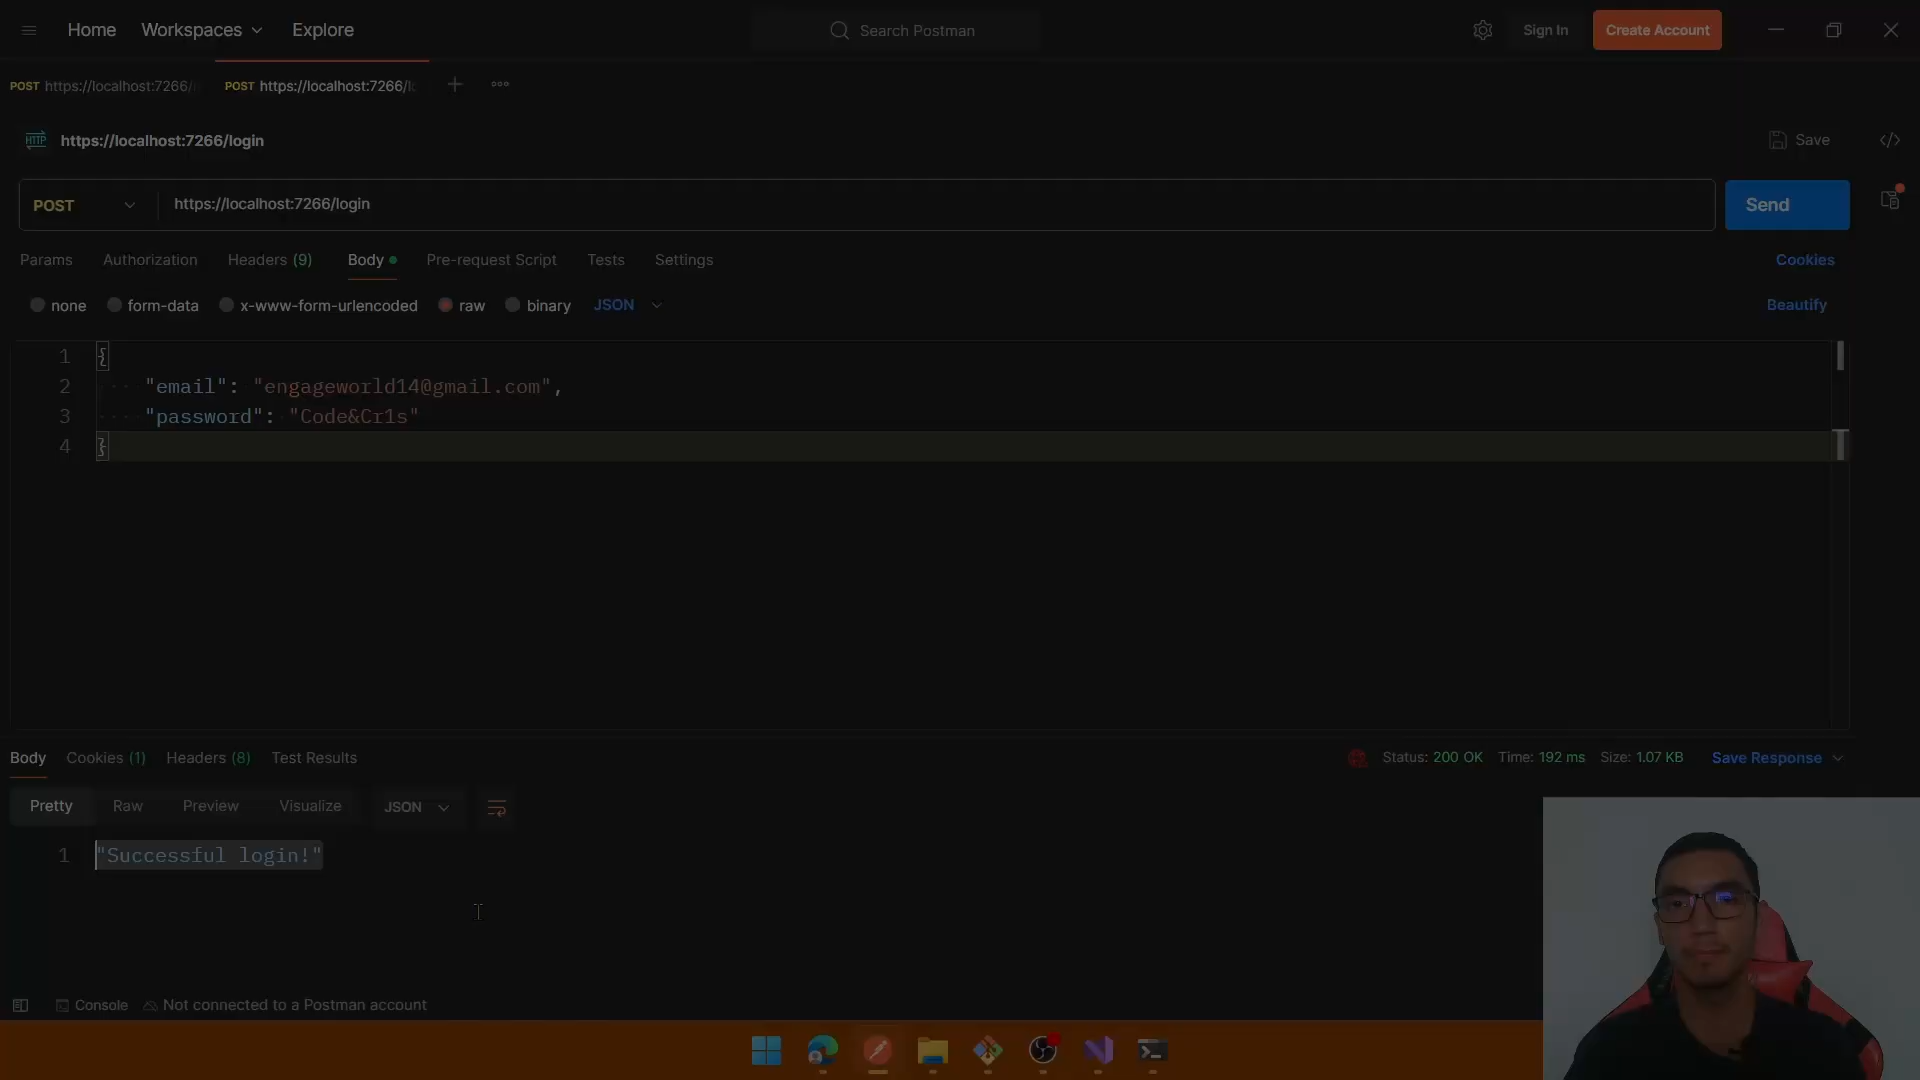 Home Workspaces Explore Search Postman Sign In Create Account
POST https://localhost:7266/ POST https://localhost:7266/l
HTTP https://localhost:7266/login Save </>
POST https://localhost:7266/login Send
Params Authorization Headers (9) Body Pre-request Script Tests Settings Cookies
none form-data x-www-form-urlencoded raw binary JSON Beautify
1 {
2 "email": "engageworld14@gmail.com",
3 "password": "Code&Cr1s"
4 }
Body Cookies (1) Headers (8) Test Results Status: 200 OK Time: 192 ms Size: 1.07 KB Save Response
Pretty Raw Preview Visualize JSON
1 "Successful login!"
Console Not connected to a Postman account